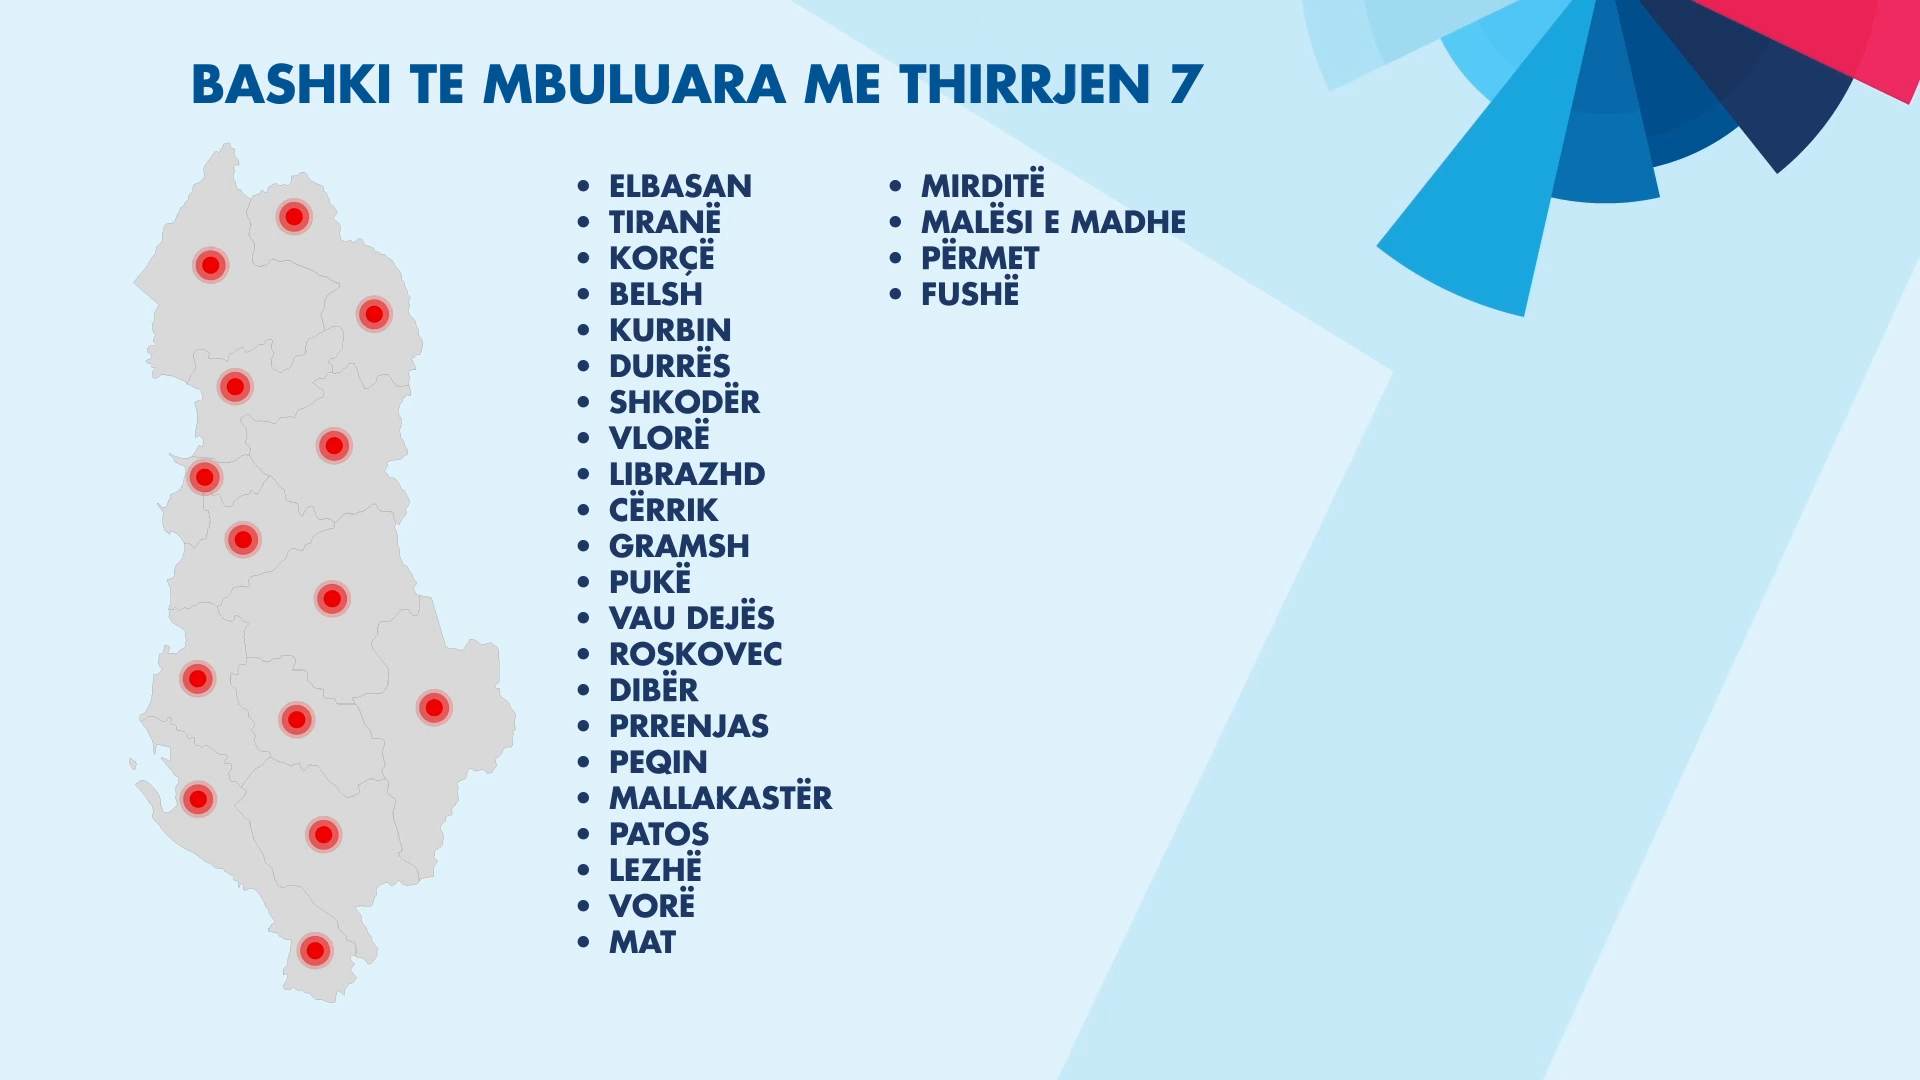 BASHKI TE MBULUARA ME THIRRJEN 7
• ELBASAN
• TIRANË
• KORÇË
• BELSH
• KURBIN
• DURRËS
• SHKODËR
• VLORË
• LIBRAZHD
• CËRRIK
• GRAMSH
• PUKË
• VAU DEJËS
• ROSKOVEC
• DIBËR
• PRRENJAS
• PEQIN
• MALLAKASTËR
• PATOS
• LEZHË
• VORË
• MAT
• MIRDITË
• MALËSI E MADHE
• PËRMET
• FUSHË